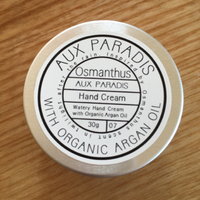 AUX PARADIS
Osmanthus
AUX PARADIS
Hand Cream
Watery Hand Cream
with Organic Argan Oil
30g 07
WITH ORGANIC ARGAN OIL